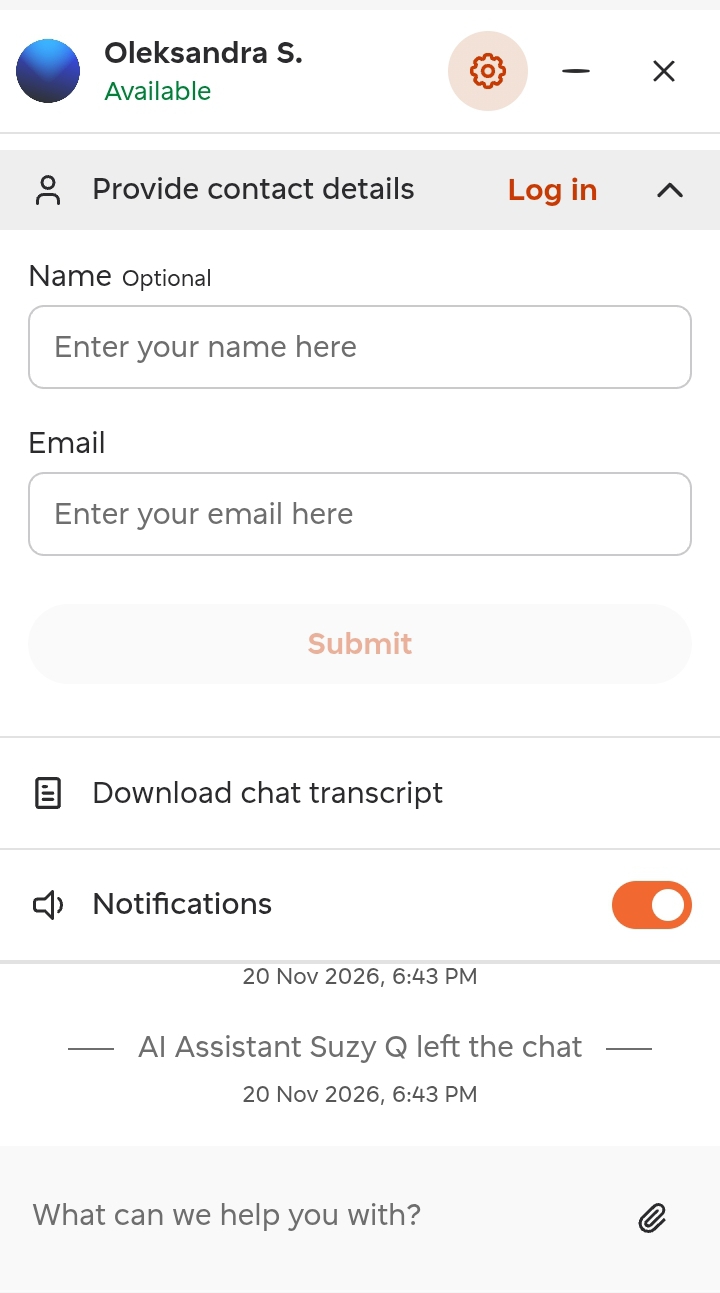 Oleksandra S.
Available
Provide contact details Log in
Name Optional
Enter your name here
Email
Enter your email here
Submit
Download chat transcript
Notifications
20 Nov 2026, 6:43 PM
AI Assistant Suzy Q left the chat
20 Nov 2026, 6:43 PM
What can we help you with?